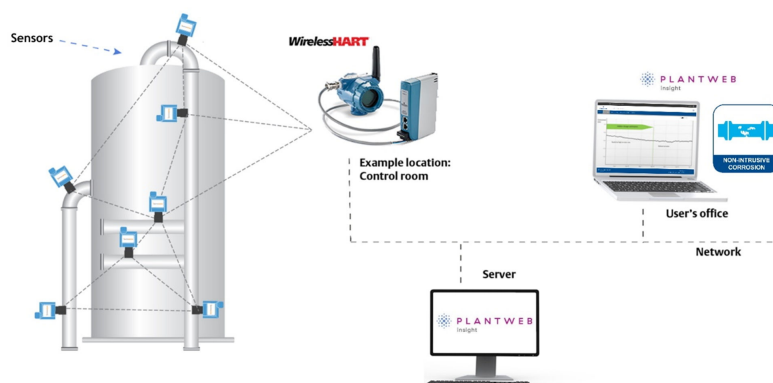 Sensors
WirelessHART
Example location:
Control room
PLANTWEB
Insight
NON-INTRUSIVE
CORROSION
User's office
Network
Server
PLANTWEB
Insight